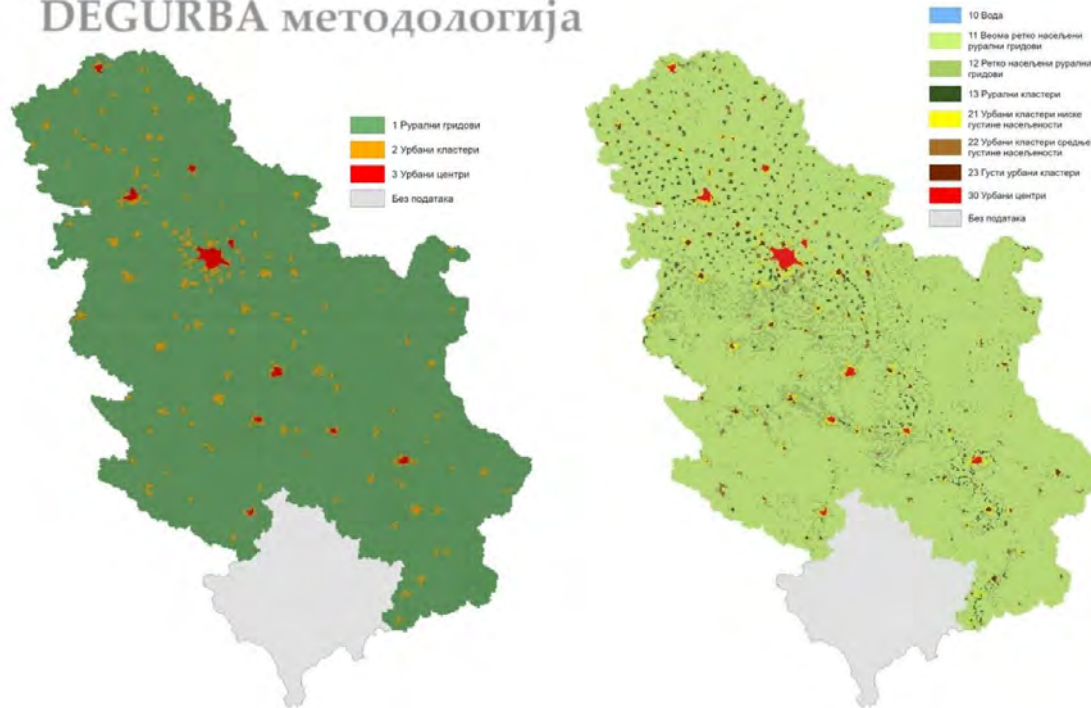 DEGURBA методологија
1 Рурални гридови
2 Урбани кластери
3 Урбани центри
Без података
10 Вода
11 Веома ретко насељени
рурални гридови
12 Ретко насељени рурални
гридови
13 Рурални кластери
21 Урбани кластери ниске
густине насељености
22 Урбани кластери средње
густине насељености
23 Густи урбани кластери
30 Урбани центри
Без података